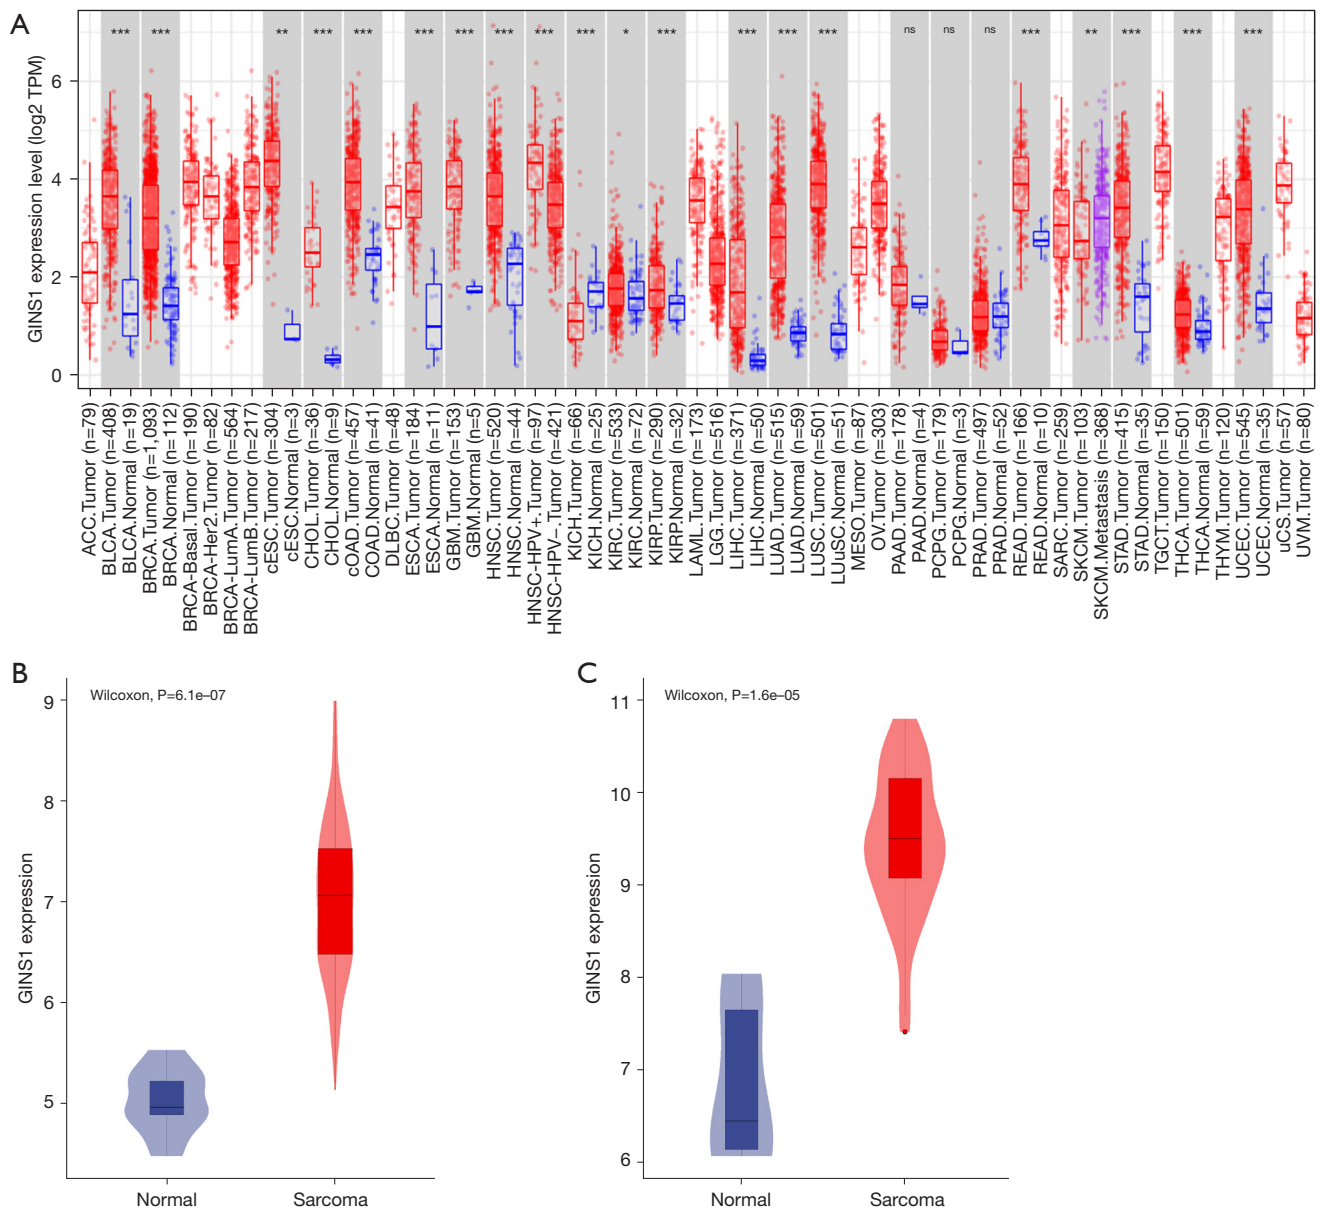 A
*** *** ** *** *** *** *** *** *** *** * *** *** *** *** ns ns ns *** ** *** *** ***
GINS1 expression level (log2 TPM)
6
4
2
0
ACC.Tumor (n=79)
BLCA.Tumor (n=408)
BLCA.Normal (n=19)
BRCA.Tumor (n=1,093)
BRCA.Normal (n=112)
BRCA-Basal.Tumor (n=190)
BRCA-Her2.Tumor (n=82)
BRCA-LumA.Tumor (n=564)
BRCA-LumB.Tumor (n=217)
cESC.Tumor (n=304)
cESC.Normal (n=3)
CHOL.Tumor (n=36)
CHOL.Normal (n=9)
cOAD.Tumor (n=457)
COAD.Normal (n=41)
DLBC.Tumor (n=48)
ESCA.Tumor (n=184)
ESCA.Normal (n=11)
GBM.Tumor (n=153)
GBM.Normal (n=5)
HNSC.Tumor (n=520)
HNSC.Normal (n=44)
HNSC-HPV+.Tumor (n=97)
HNSC-HPV−.Tumor (n=421)
KICH.Tumor (n=66)
KICH.Normal (n=25)
KIRC.Tumor (n=533)
KIRC.Normal (n=72)
KIRP.Tumor (n=290)
KIRP.Normal (n=32)
LAML.Tumor (n=173)
LGG.Tumor (n=516)
LIHC.Tumor (n=371)
LIHC.Normal (n=50)
LUAD.Tumor (n=515)
LUAD.Normal (n=59)
LUSC.Tumor (n=501)
LUuSC.Normal (n=51)
MESO.Tumor (n=87)
OV.Tumor (n=303)
PAAD.Tumor (n=178)
PAAD.Normal (n=4)
PCPG.Tumor (n=179)
PCPG.Normal (n=3)
PRAD.Tumor (n=497)
PRAD.Normal (n=52)
READ.Tumor (n=166)
READ.Normal (n=10)
SARC.Tumor (n=259)
SKCM.Tumor (n=103)
SKCM.Metastasis (n=368)
STAD.Tumor (n=415)
STAD.Normal (n=35)
TGCT.Tumor (n=150)
THCA.Tumor (n=501)
THCA.Normal (n=59)
THYM.Tumor (n=120)
UCEC.Tumor (n=545)
UCEC.Normal (n=35)
uCS.Tumor (n=57)
UVM.Tumor (n=80)
B
Wilcoxon, P=6.1e–07
GINS1 expression
9
8
7
6
5
Normal
Sarcoma
C
Wilcoxon, P=1.6e–05
GINS1 expression
11
10
9
8
7
6
Normal
Sarcoma